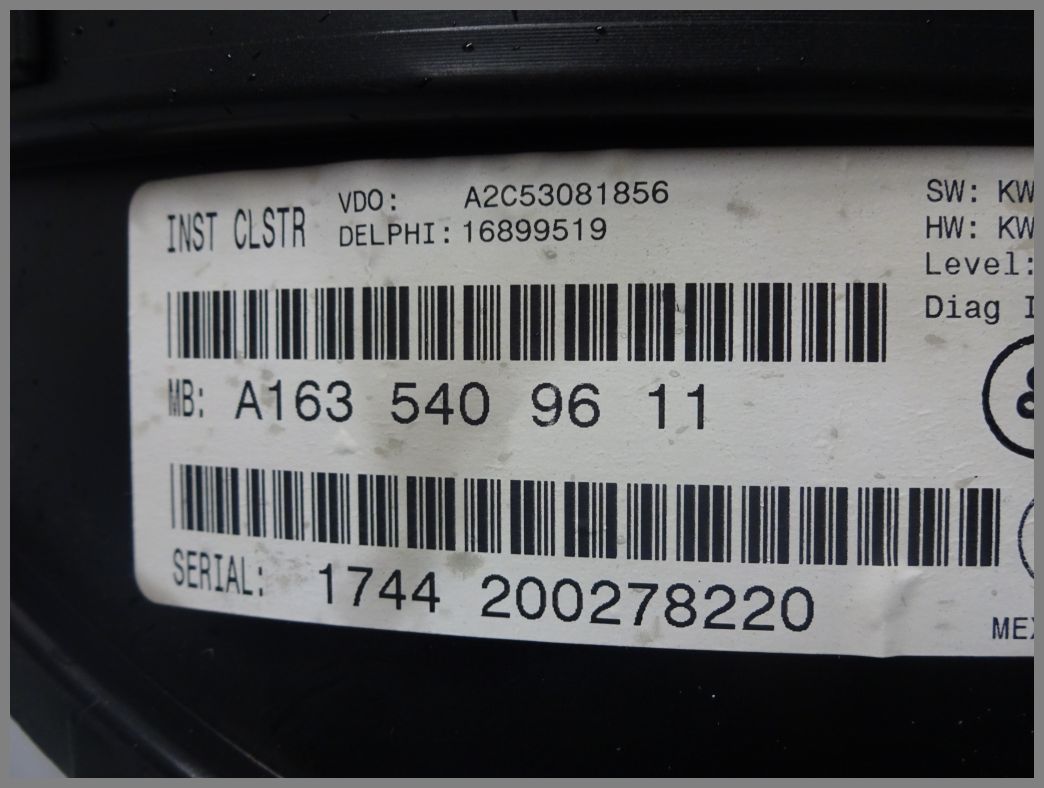 INST CLSTR
VDO: A2C53081856
DELPHI: 16899519
MB: A163 540 96 11
SERIAL: 1744 200278220
SW: KW
HW: KW
Level:
Diag